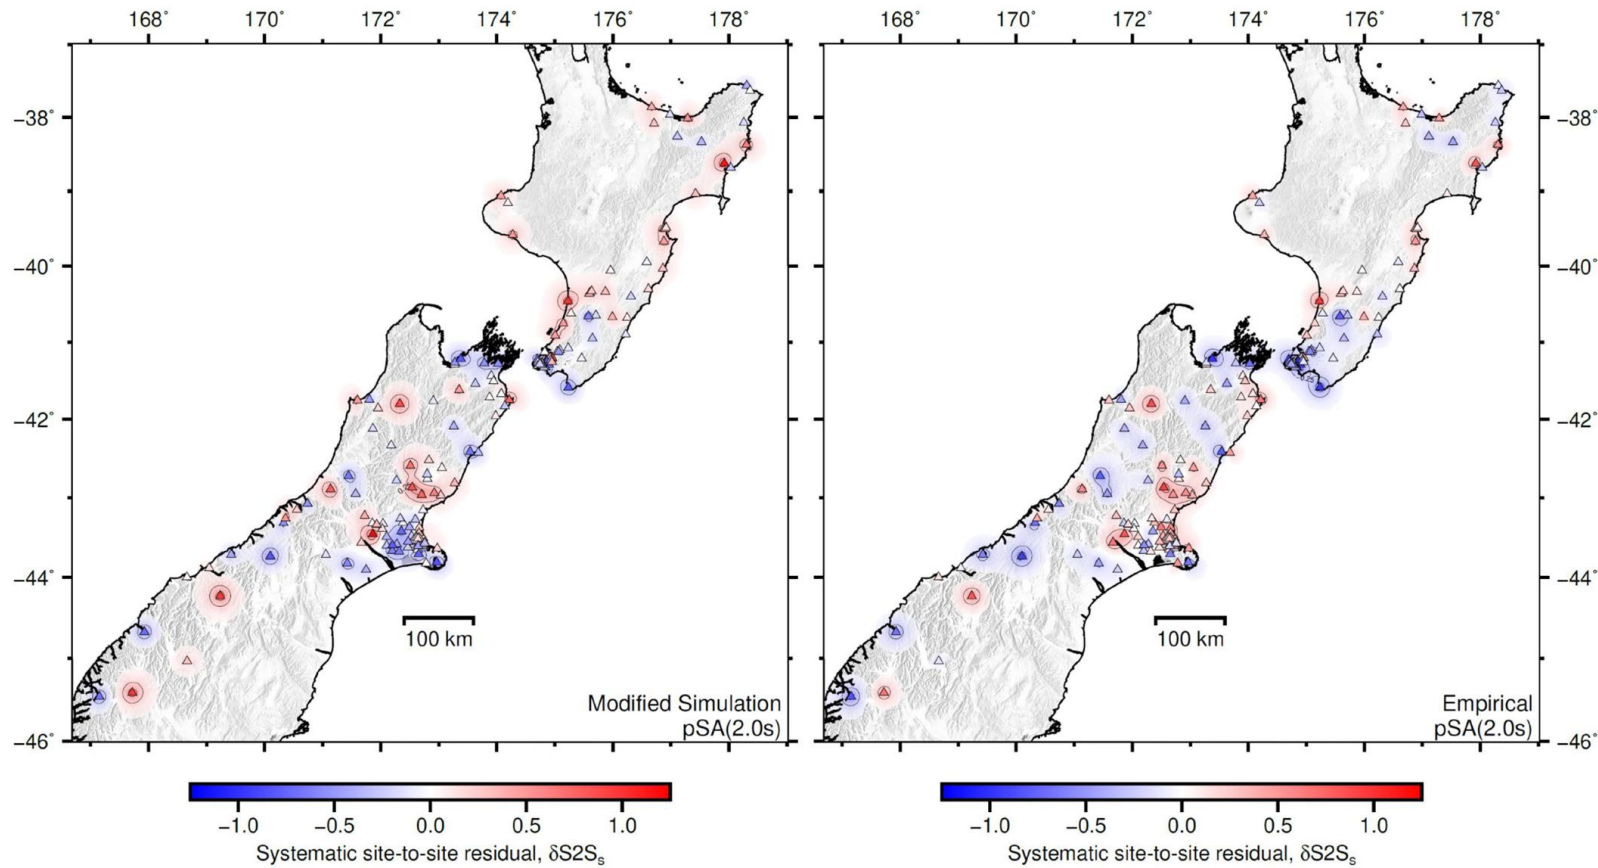 168° 170° 172° 174° 176° 178° 168° 170° 172° 174° 176° 178°
−38° −38°
−40° −40°
−42° −42°
−44° −44°
100 km 100 km
Modified Simulation Empirical
pSA(2.0s) pSA(2.0s)
−46° −46°
−1.0 −0.5 0.0 0.5 1.0 −1.0 −0.5 0.0 0.5 1.0
Systematic site-to-site residual, δS2Sₛ Systematic site-to-site residual, δS2Sₛ